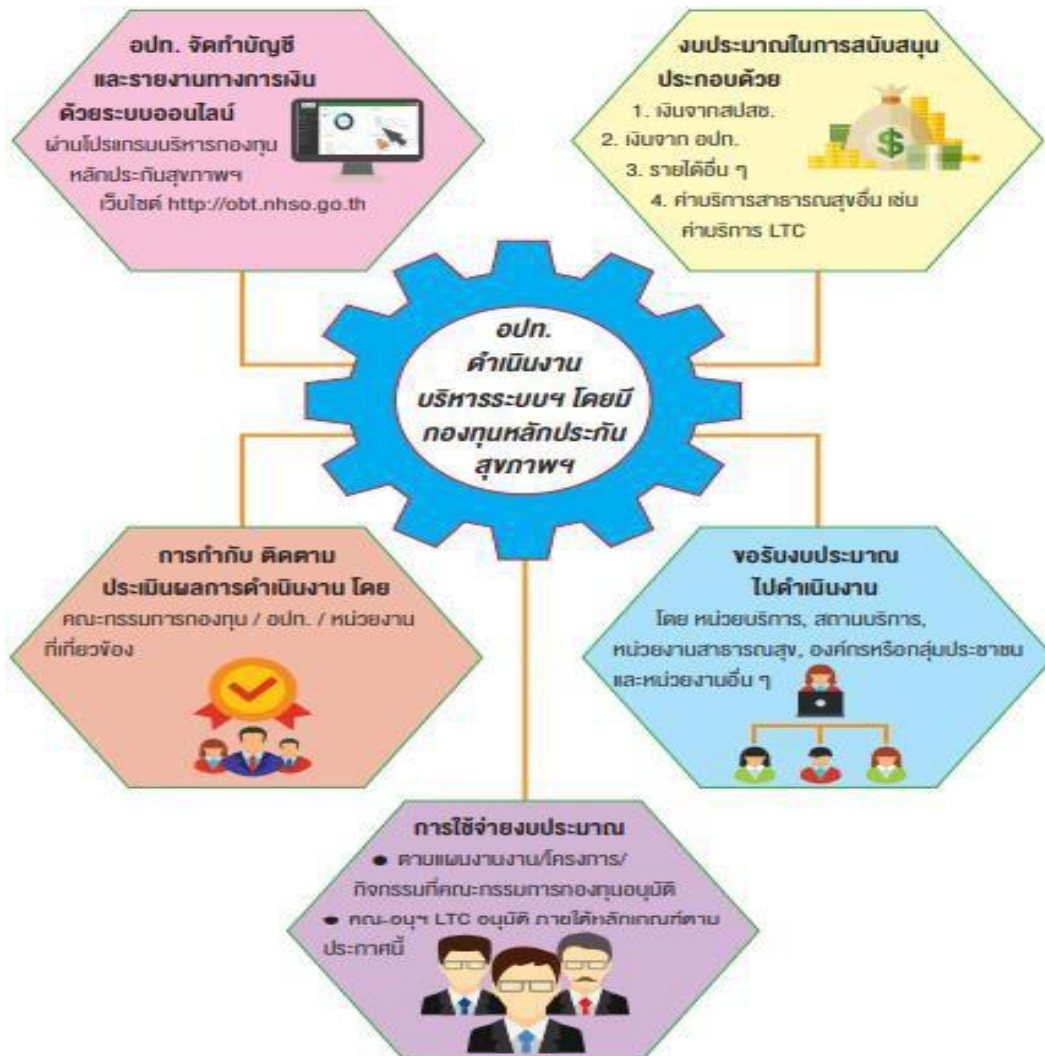 อปท. จัดทำบัญชี
และรายงานทางการเงิน
ด้วยระบบออนไลน์
ผ่านโปรแกรมบริหารกองทุน
หลักประกันสุขภาพฯ
เว็บไซต์ http://obt.nhso.go.th
งบประมาณในการสนับสนุน
ประกอบด้วย
1. เงินจากสปสช.
2. เงินจาก อปท.
3. รายได้อื่น ๆ
4. ค่าบริการสาธารณสุขอื่น เช่น
ค่าบริการ LTC
อปท.
ดำเนินงาน
บริหารระบบฯ โดยมี
กองทุนหลักประกัน
สุขภาพฯ
การกำกับ ติดตาม
ประเมินผลการดำเนินงาน โดย
คณะกรรมการกองทุน / อปท. / หน่วยงาน
ที่เกี่ยวข้อง
ขอรับงบประมาณ
ไปดำเนินงาน
โดย หน่วยบริการ, สถานบริการ,
หน่วยงานสาธารณสุข, องค์กรหรือกลุ่มประชาชน
และหน่วยงานอื่น ๆ
การใช้จ่ายงบประมาณ
● ตามแผนงานงาน/โครงการ/
กิจกรรมที่คณะกรรมการกองทุนอนุมัติ
● คณะอนุฯ LTC อนุมัติ ภายใต้หลักเกณฑ์ตาม
ประกาศนี้